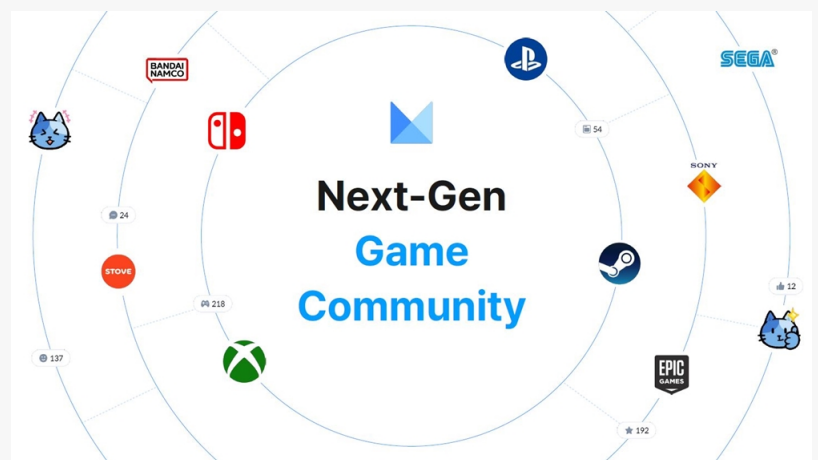 BANDAI
NAMCO
SEGA®
54
SONY
Next-Gen
24
Game
STOVE
12
218
Community
137
EPIC
GAMES
192